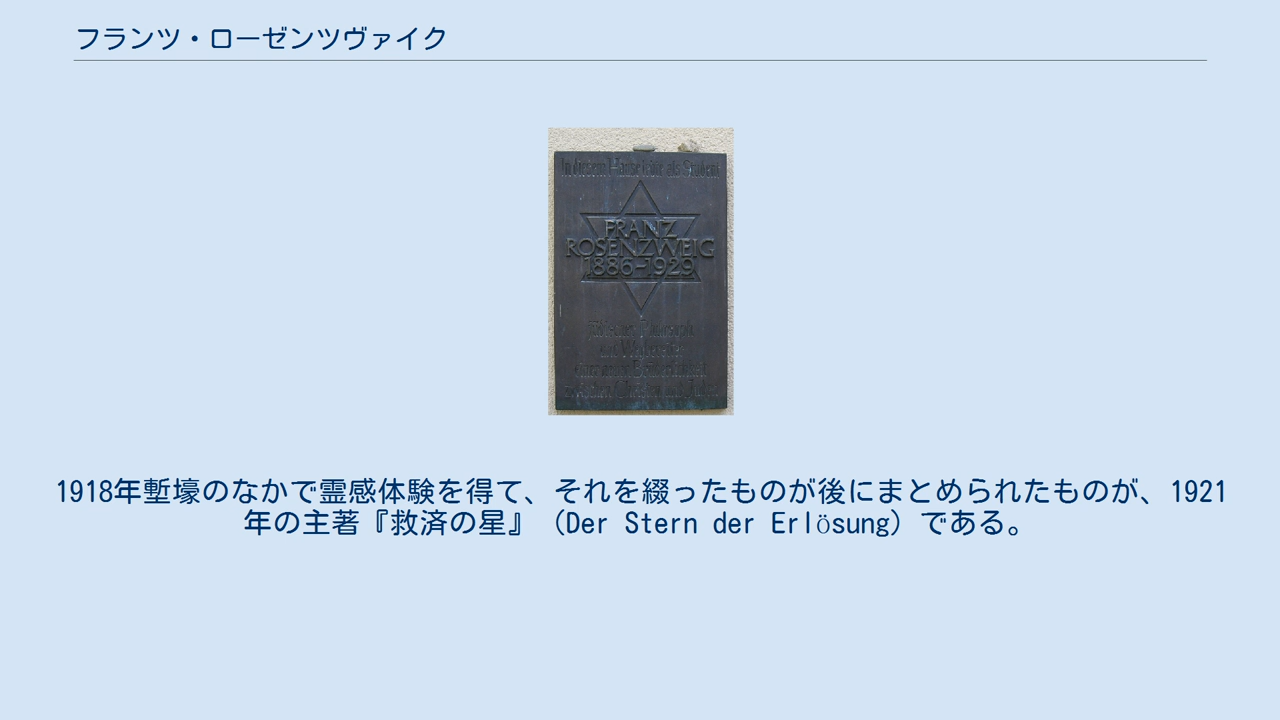 フランツ・ローゼンツヴァイク
als Student
FRANZ
ROSENZWEIG
1886-1929
1918年塹壕のなかで霊感体験を得て、それを綴ったものが後にまとめられたものが、1921
年の主著『救済の星』（Der Stern der Erlösung）である。